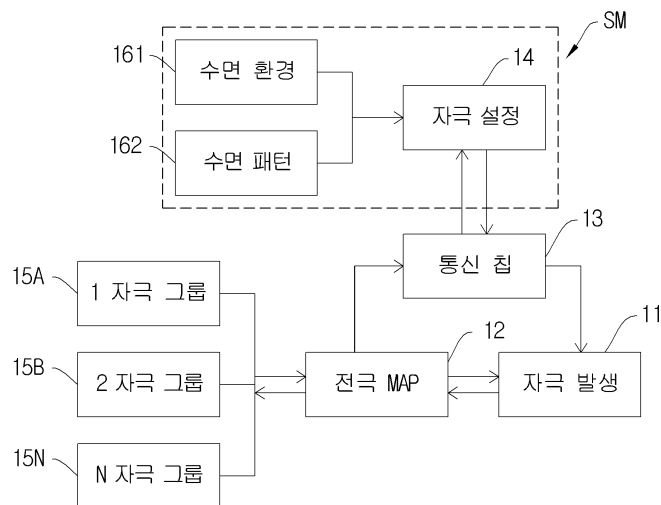 SM
161
수면 환경
14
자극 설정
162
수면 패턴
13
통신 칩
15A
1 자극 그룹
12
11
15B
2 자극 그룹
전극 MAP
자극 발생
15N
N 자극 그룹